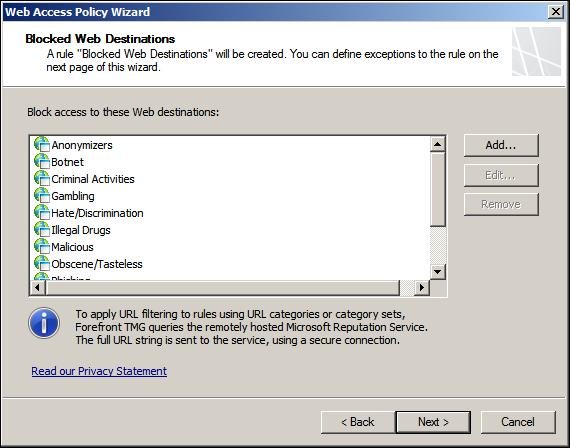 Web Access Policy Wizard
Blocked Web Destinations
A rule "Blocked Web Destinations" will be created. You can define exceptions to the rule on the
next page of this wizard.
Block access to these Web destinations:
Anonymizers
Botnet
Criminal Activities
Gambling
Hate/Discrimination
Illegal Drugs
Malicious
Obscene/Tasteless
Phishing
Add...
Edit...
Remove
To apply URL filtering to rules using URL categories or category sets,
Forefront TMG queries the remotely hosted Microsoft Reputation Service.
The full URL string is sent to the service, using a secure connection.
Read our Privacy Statement
< Back
Next >
Cancel